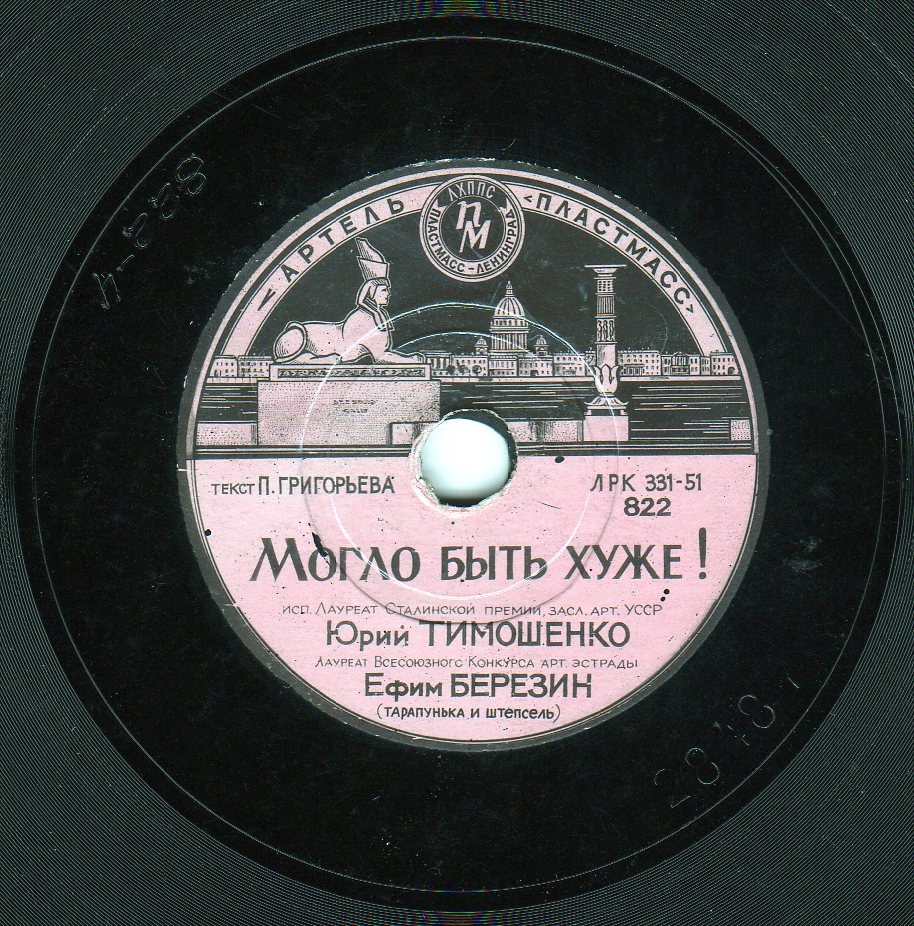 ЛХППС
ПМ
ПЛАСТМАСС-ЛЕНИНГРАД
АРТЕЛЬ «ПЛАСТМАСС»
ТЕКСТ П. ГРИГОРЬЕВА
ЛРК 331-51
822
МОГЛО БЫТЬ ХУЖЕ!
ИСП. ЛАУРЕАТ СТАЛИНСКОЙ ПРЕМИИ, ЗАСЛ. АРТ. УССР
ЮРИЙ ТИМОШЕНКО
ЛАУРЕАТ ВСЕСОЮЗНОГО КОНКУРСА АРТ. ЭСТРАДЫ
ЕФИМ БЕРЕЗИН
(ТАРАПУНЬКА И ШТЕПСЕЛЬ)
2848